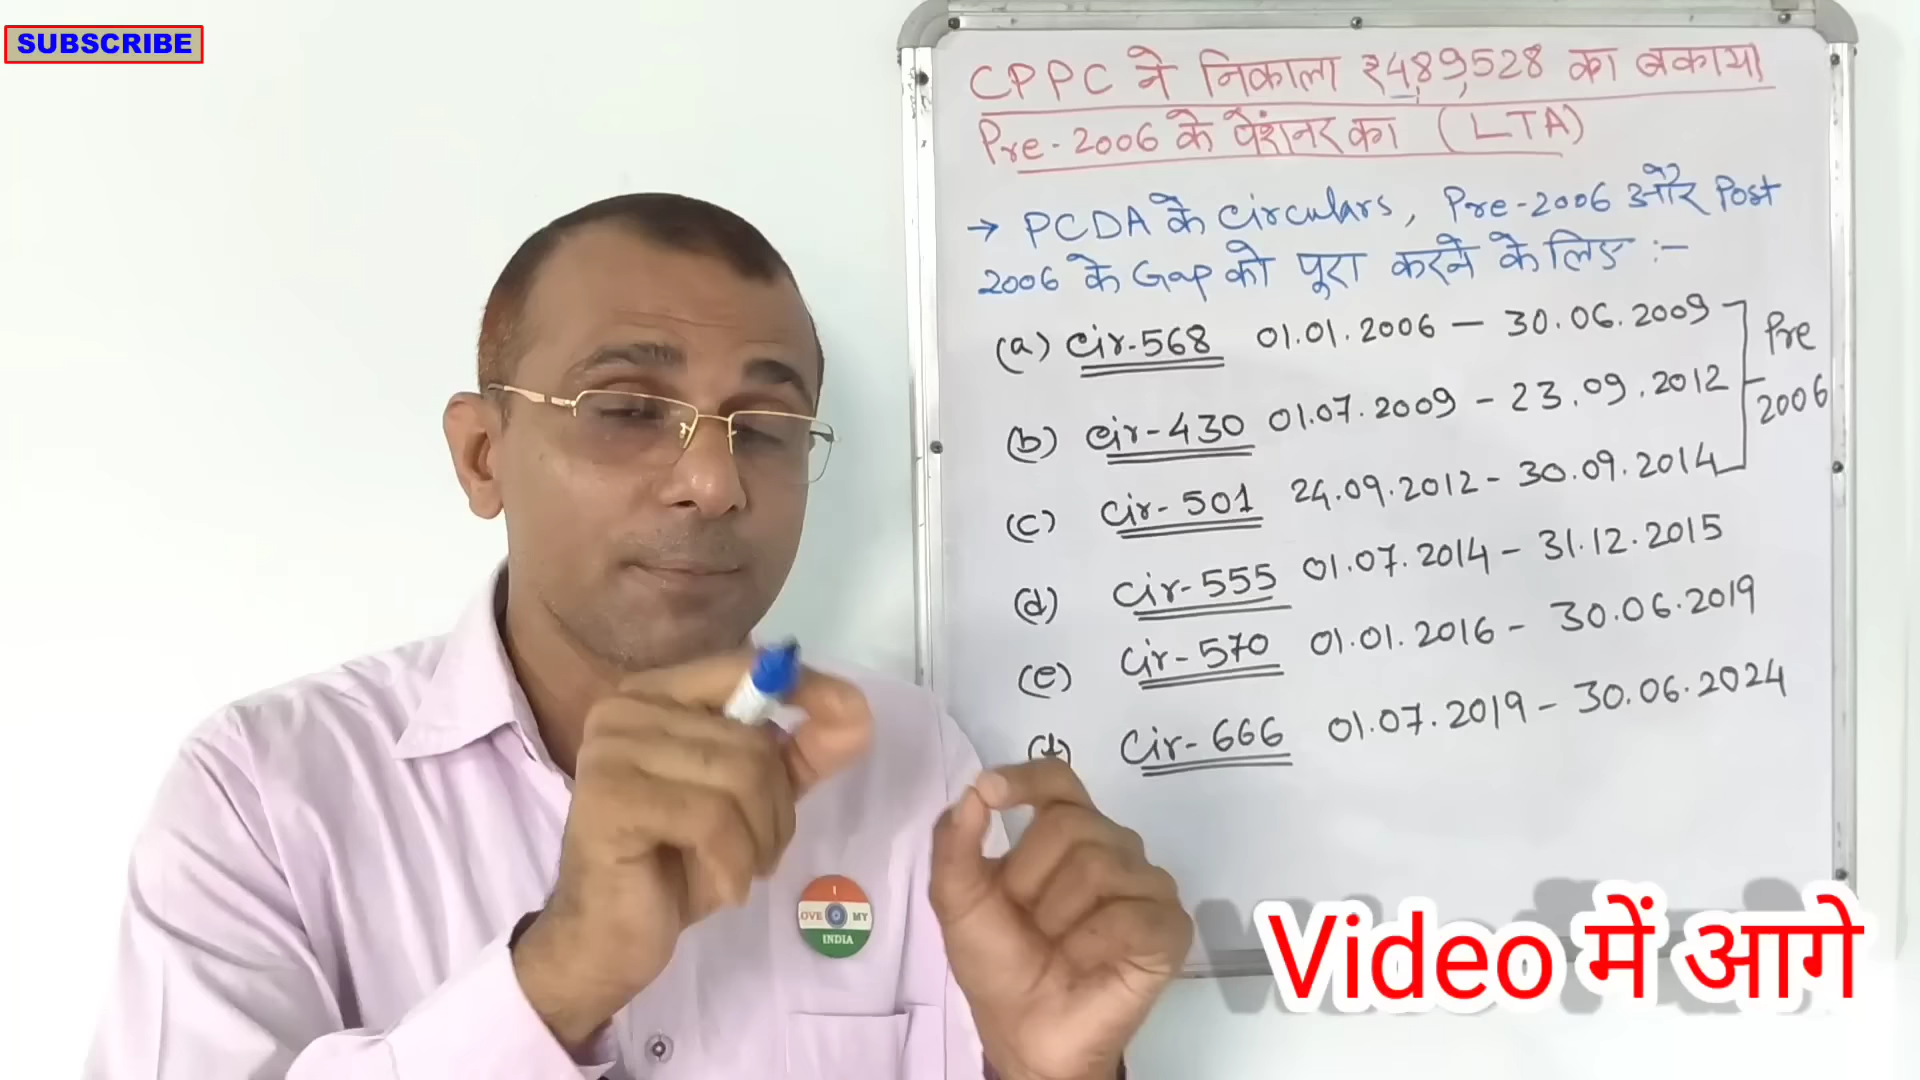 SUBSCRIBE
CPPC ने निकाला ₹4,89,528 का बकाया
Pre-2006 के पेंशनर का (LTA)
→ PCDA के Circulars, Pre-2006 और Post
2006 के Gap को पूरा करने के लिए :-
(a) Cir-568 01.01.2006 - 30.06.2009
(b) Cir-430 01.07.2009 - 23.09.2012
(c) Cir-501 24.09.2012 - 30.09.2014
Pre
2006
(d) Cir-555 01.07.2014 - 31.12.2015
(e) Cir-570 01.01.2016 - 30.06.2019
(f) Cir-666 01.07.2019 - 30.06.2024
I
LOVE MY
INDIA
Video में आगे